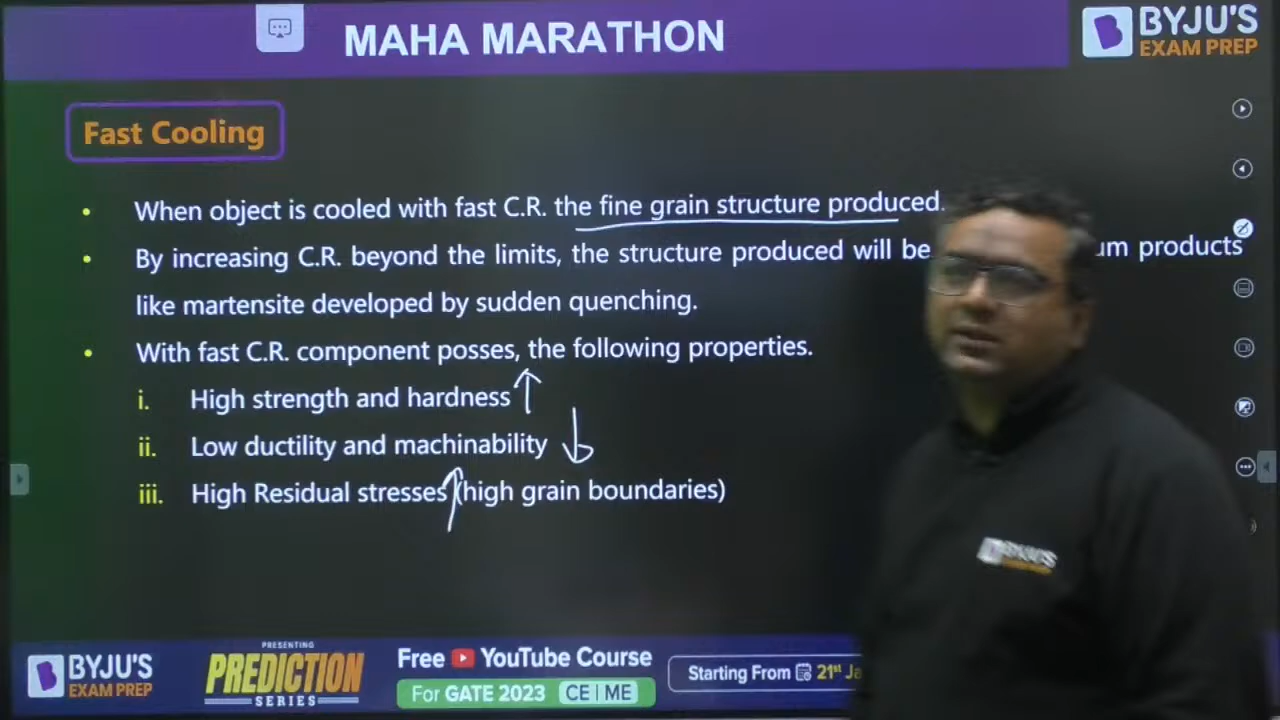 MAHA MARATHON
BYJU'S
EXAM PREP
Fast Cooling
• When object is cooled with fast C.R. the fine grain structure produced.
• By increasing C.R. beyond the limits, the structure produced will be products
like martensite developed by sudden quenching.
• With fast C.R. component posses, the following properties.
i. High strength and hardness ↑
ii. Low ductility and machinability ↓
iii. High Residual stresses ↑ (high grain boundaries)
BYJU'S
EXAM PREP
BYJU'S
EXAM PREP
PRESENTING
PREDICTION
SERIES
Free YouTube Course
For GATE 2023 CE | ME
Starting From 21st